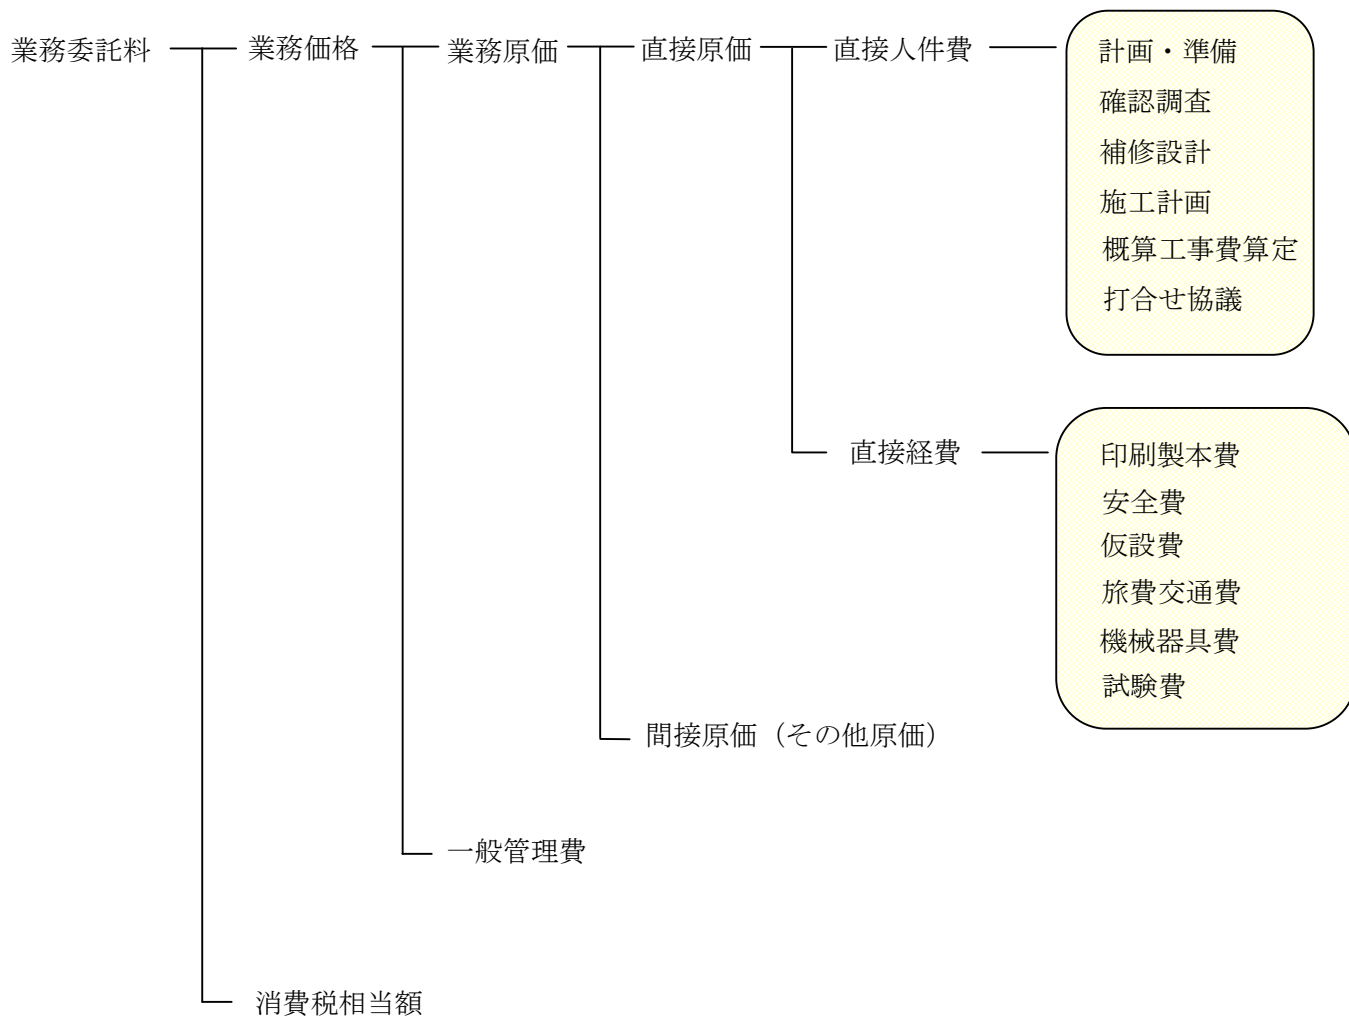 業務委託料
業務価格
業務原価
直接原価
直接人件費
計画・準備
確認調査
補修設計
施工計画
概算工事費算定
打合せ協議
直接経費
印刷製本費
安全費
仮設費
旅費交通費
機械器具費
試験費
間接原価（その他原価）
一般管理費
消費税相当額